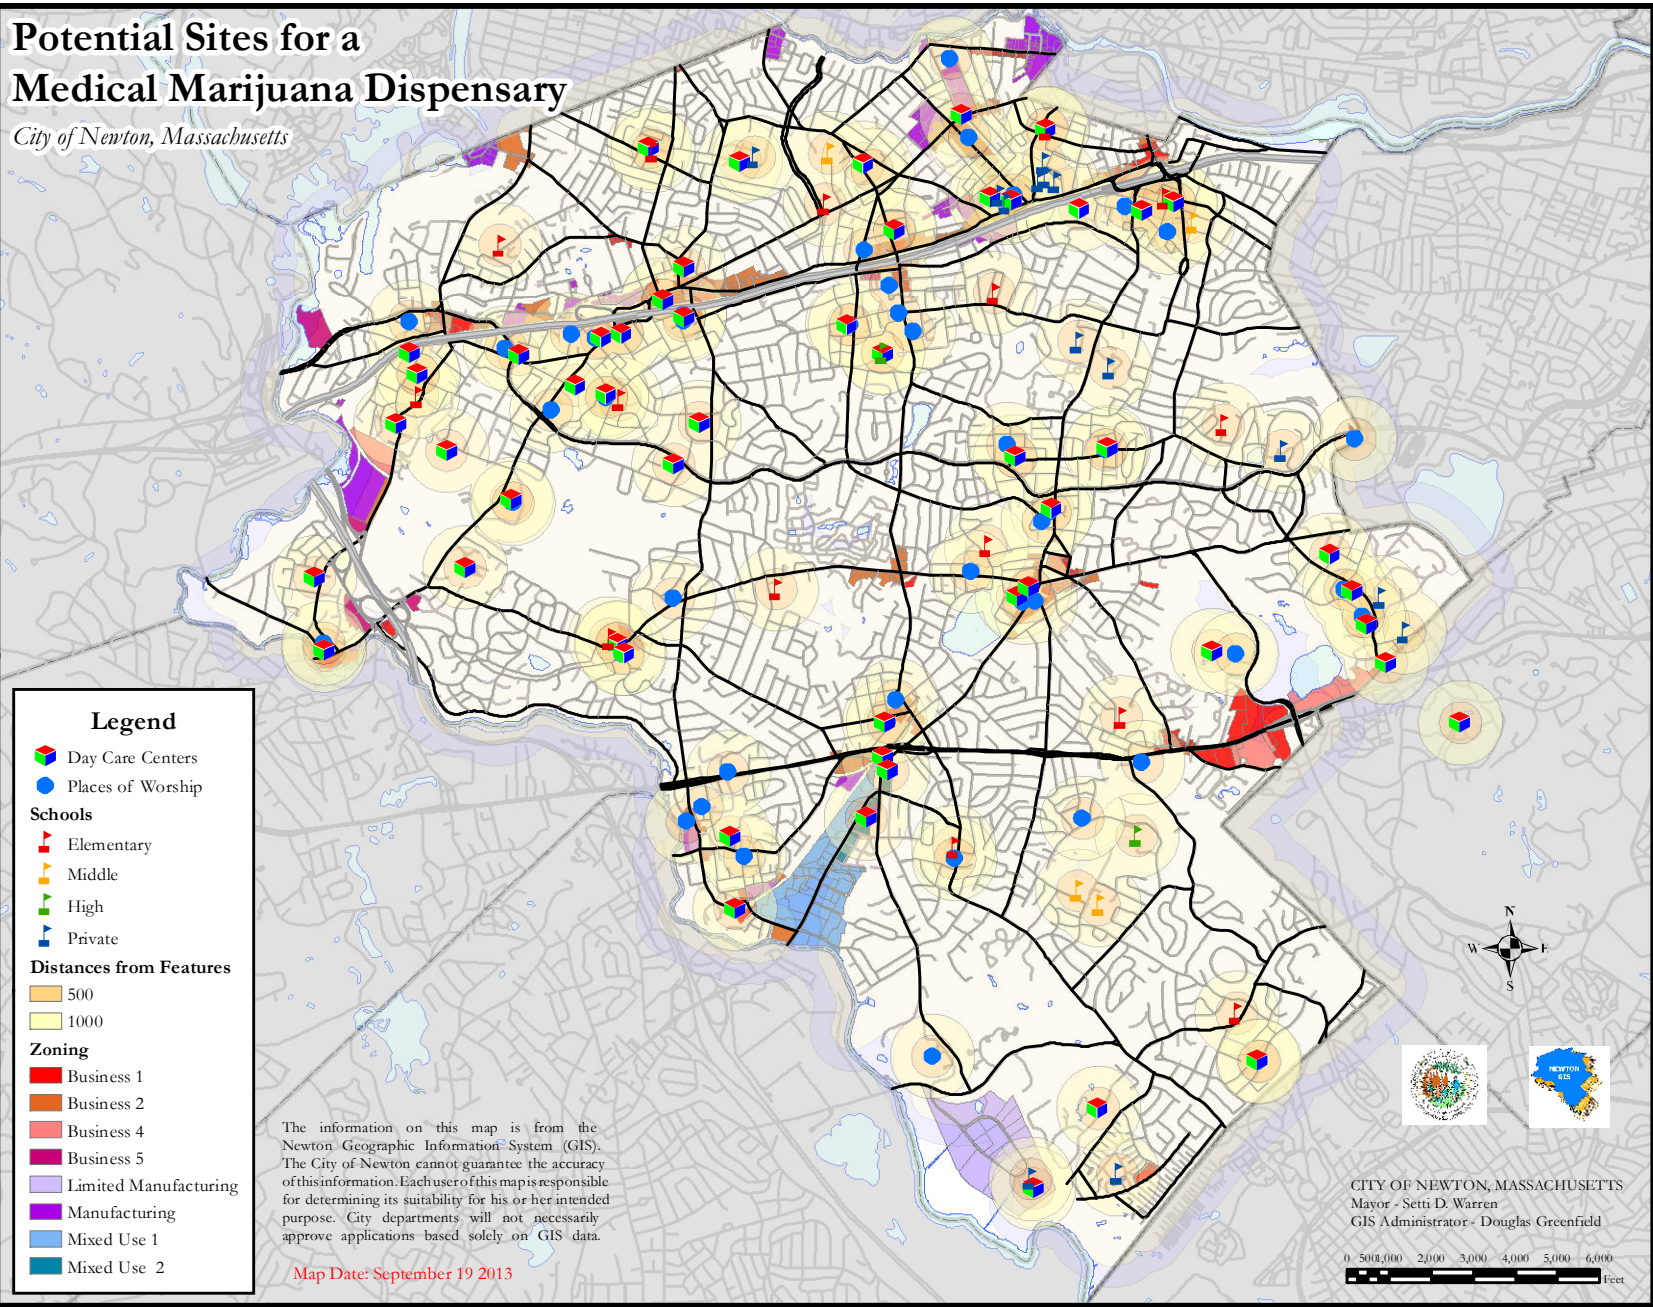 Potential Sites for a
Medical Marijuana Dispensary
City of Newton, Massachusetts
Legend
Day Care Centers
Places of Worship
Schools
Elementary
Middle
High
Private
Distances from Features
500
1000
Zoning
Business 1
Business 2
Business 4
Business 5
Limited Manufacturing
Manufacturing
Mixed Use 1
Mixed Use 2
The information on this map is from the
Newton Geographic Information System (GIS).
The City of Newton cannot guarantee the accuracy
of this information. Each user of this map is responsible
for determining its suitability for his or her intended
purpose. City departments will not necessarily
approve applications based solely on GIS data.
Map Date: September 19 2013
N
W E
S
NEWTON
GIS
CITY OF NEWTON, MASSACHUSETTS
Mayor - Setti D. Warren
GIS Administrator - Douglas Greenfield
0 500 1,000 2,000 3,000 4,000 5,000 6,000
Feet